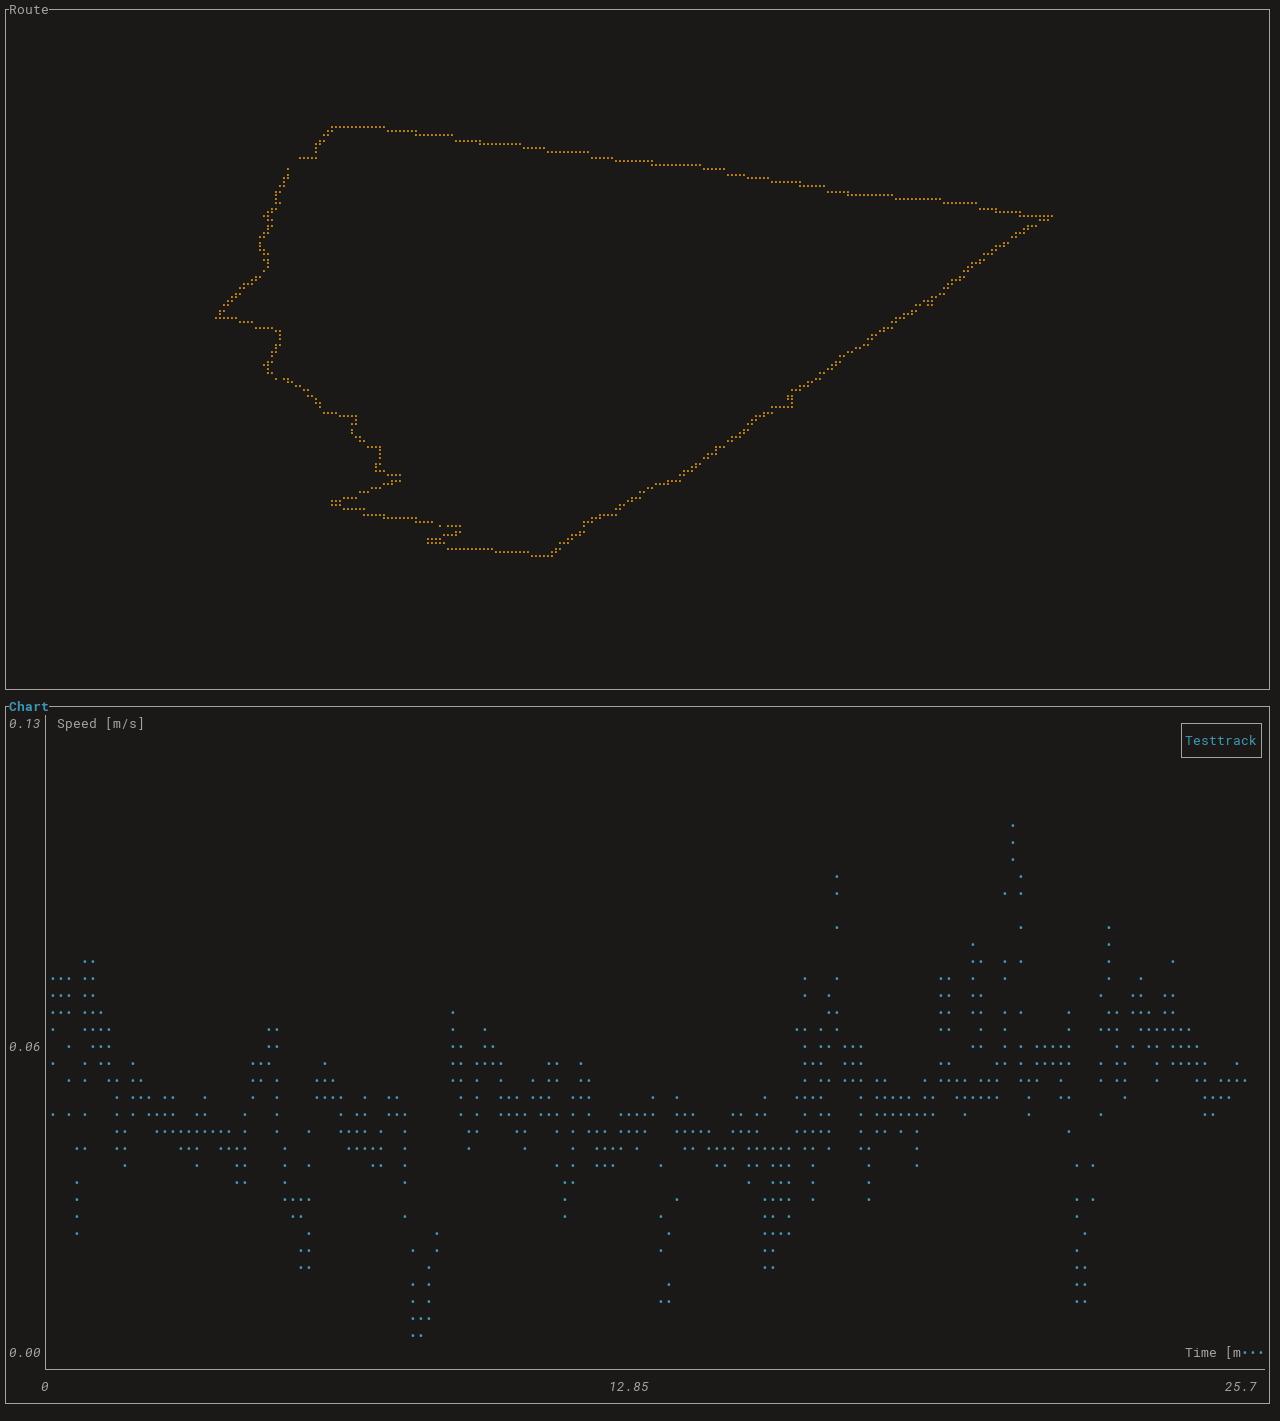 Route
Chart
0.13
Speed [m/s]
Testtrack
0.06
0.00
Time [m
0
12.85
25.7